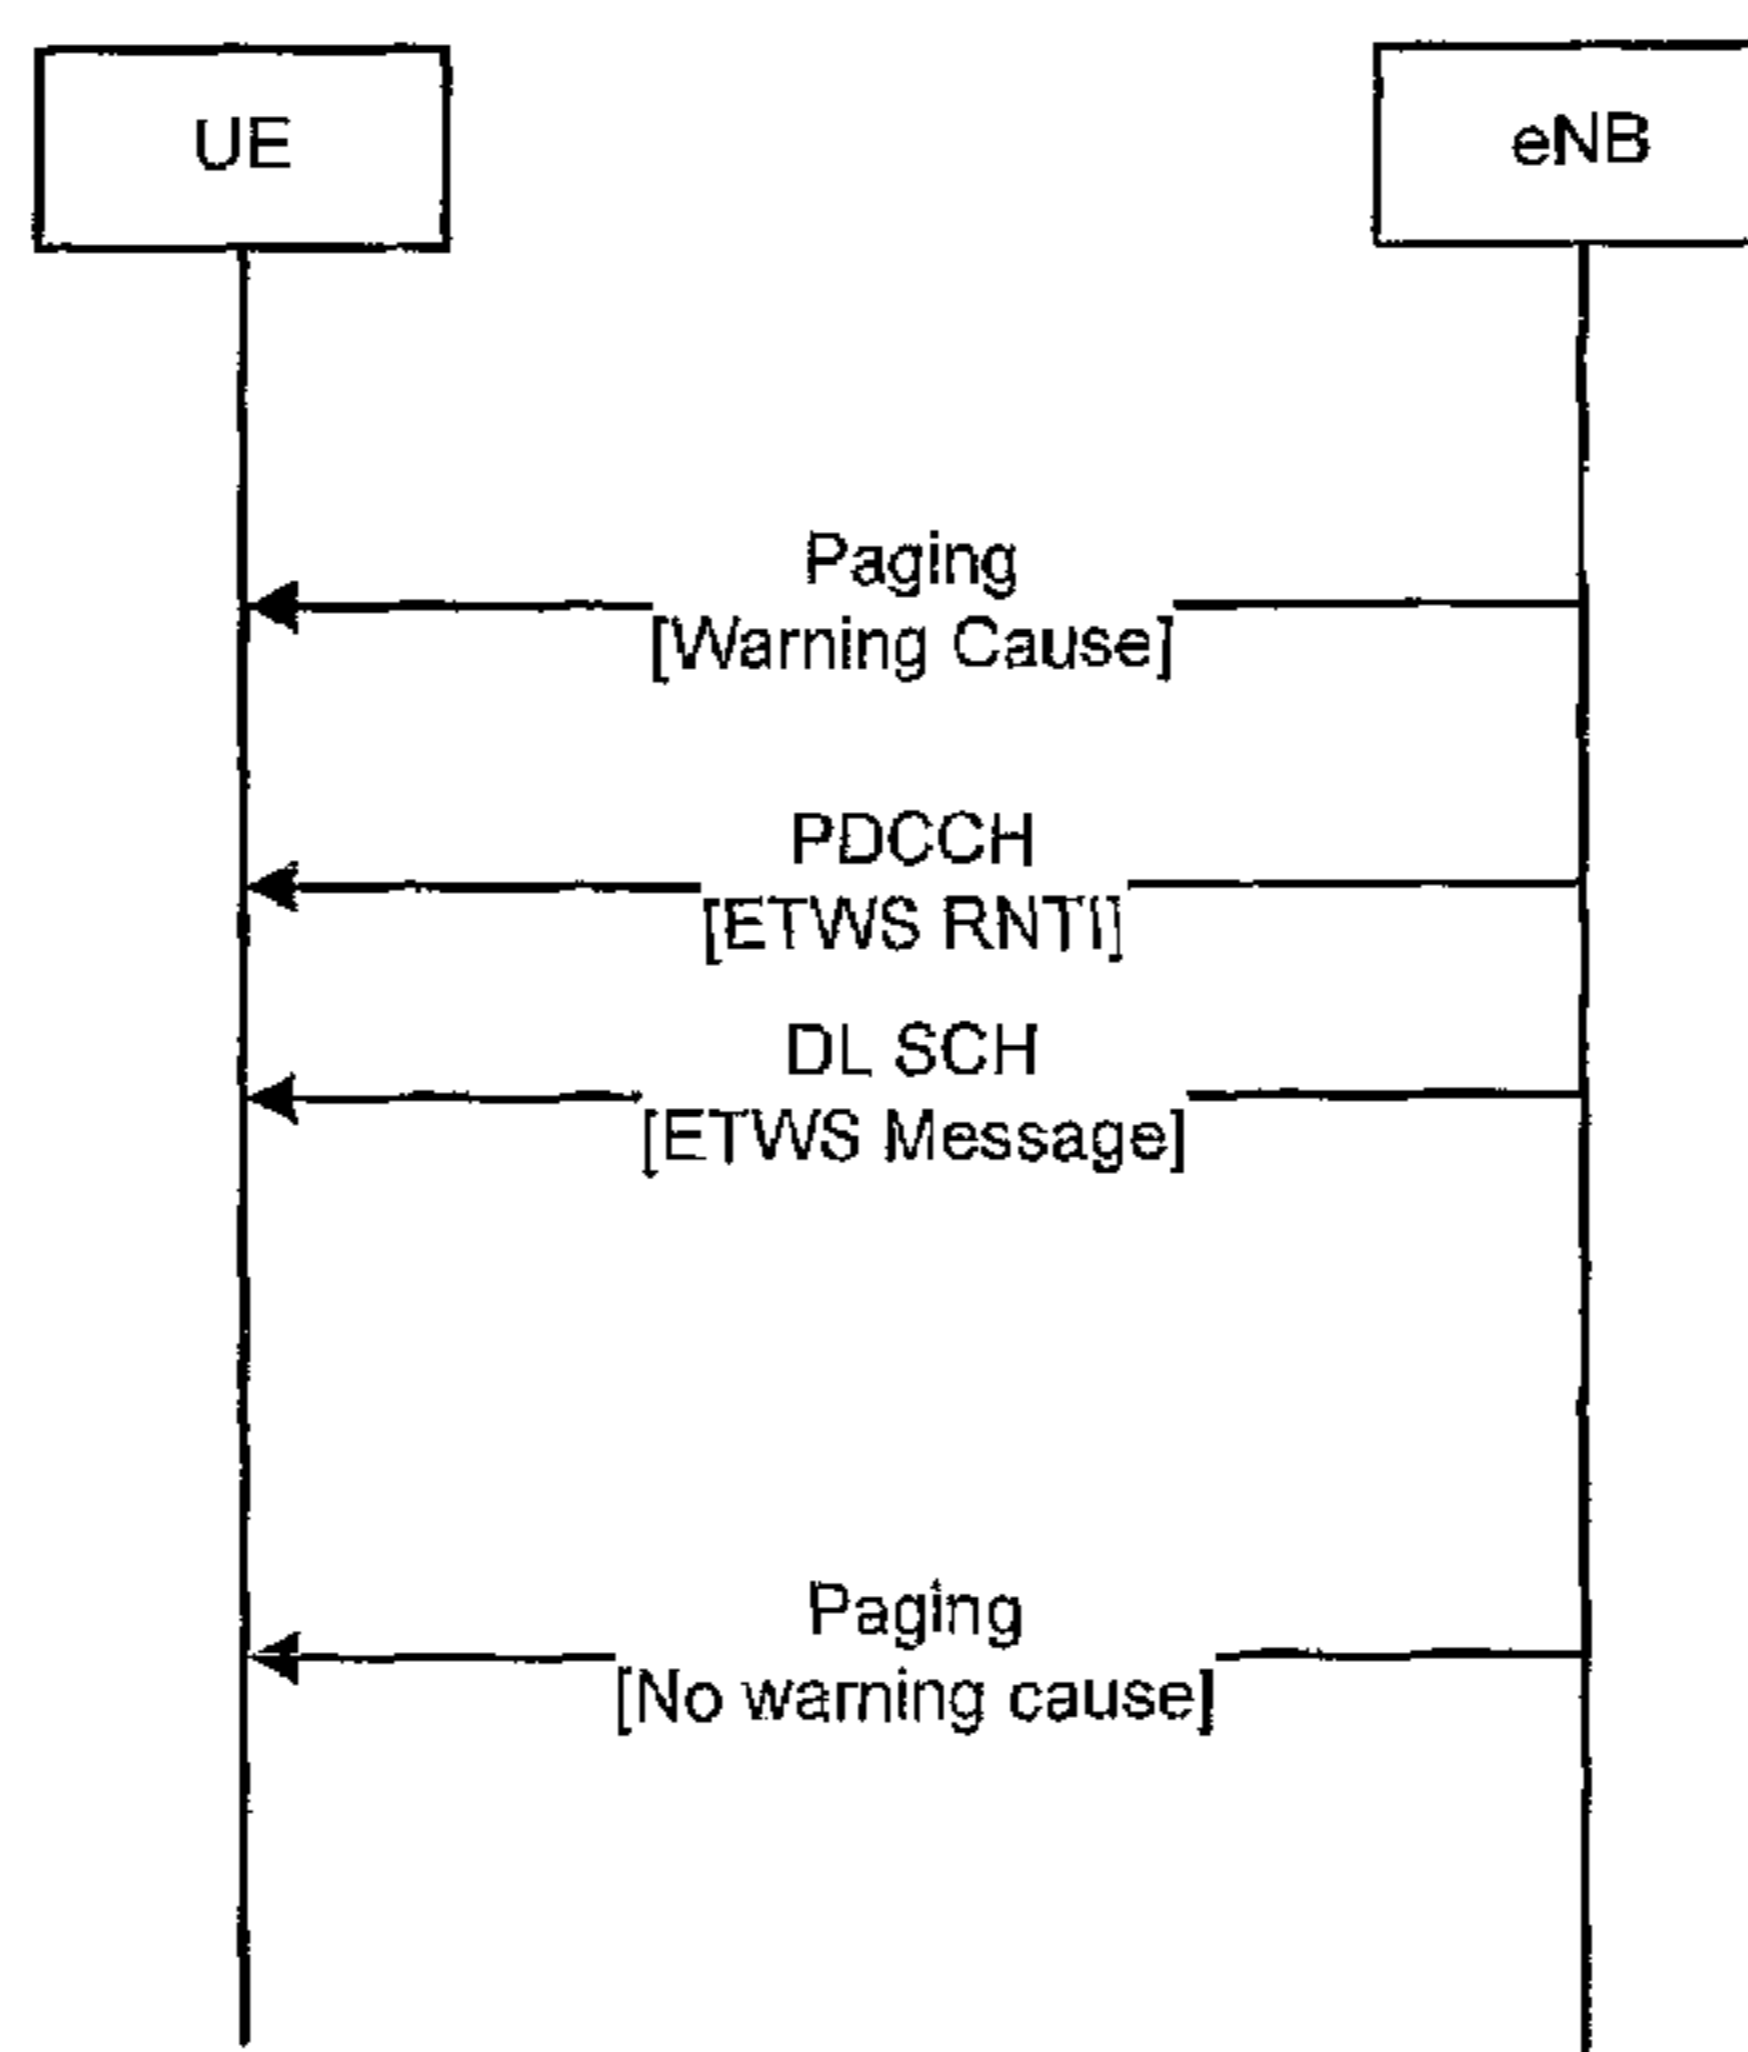 UE
eNB
Paging
[Warning Cause]
PDCCH
[ETWS RNTI]
DL SCH
[ETWS Message]
Paging
[No warning cause]